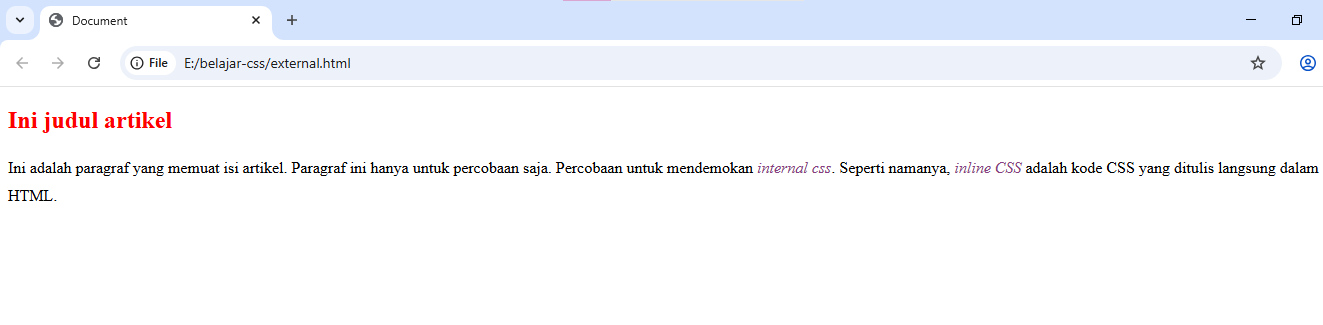 Document
File
E:/belajar-css/external.html
Ini judul artikel
Ini adalah paragraf yang memuat isi artikel. Paragraf ini hanya untuk percobaan saja. Percobaan untuk mendemokan internal css. Seperti namanya, inline CSS adalah kode CSS yang ditulis langsung dalam
HTML.